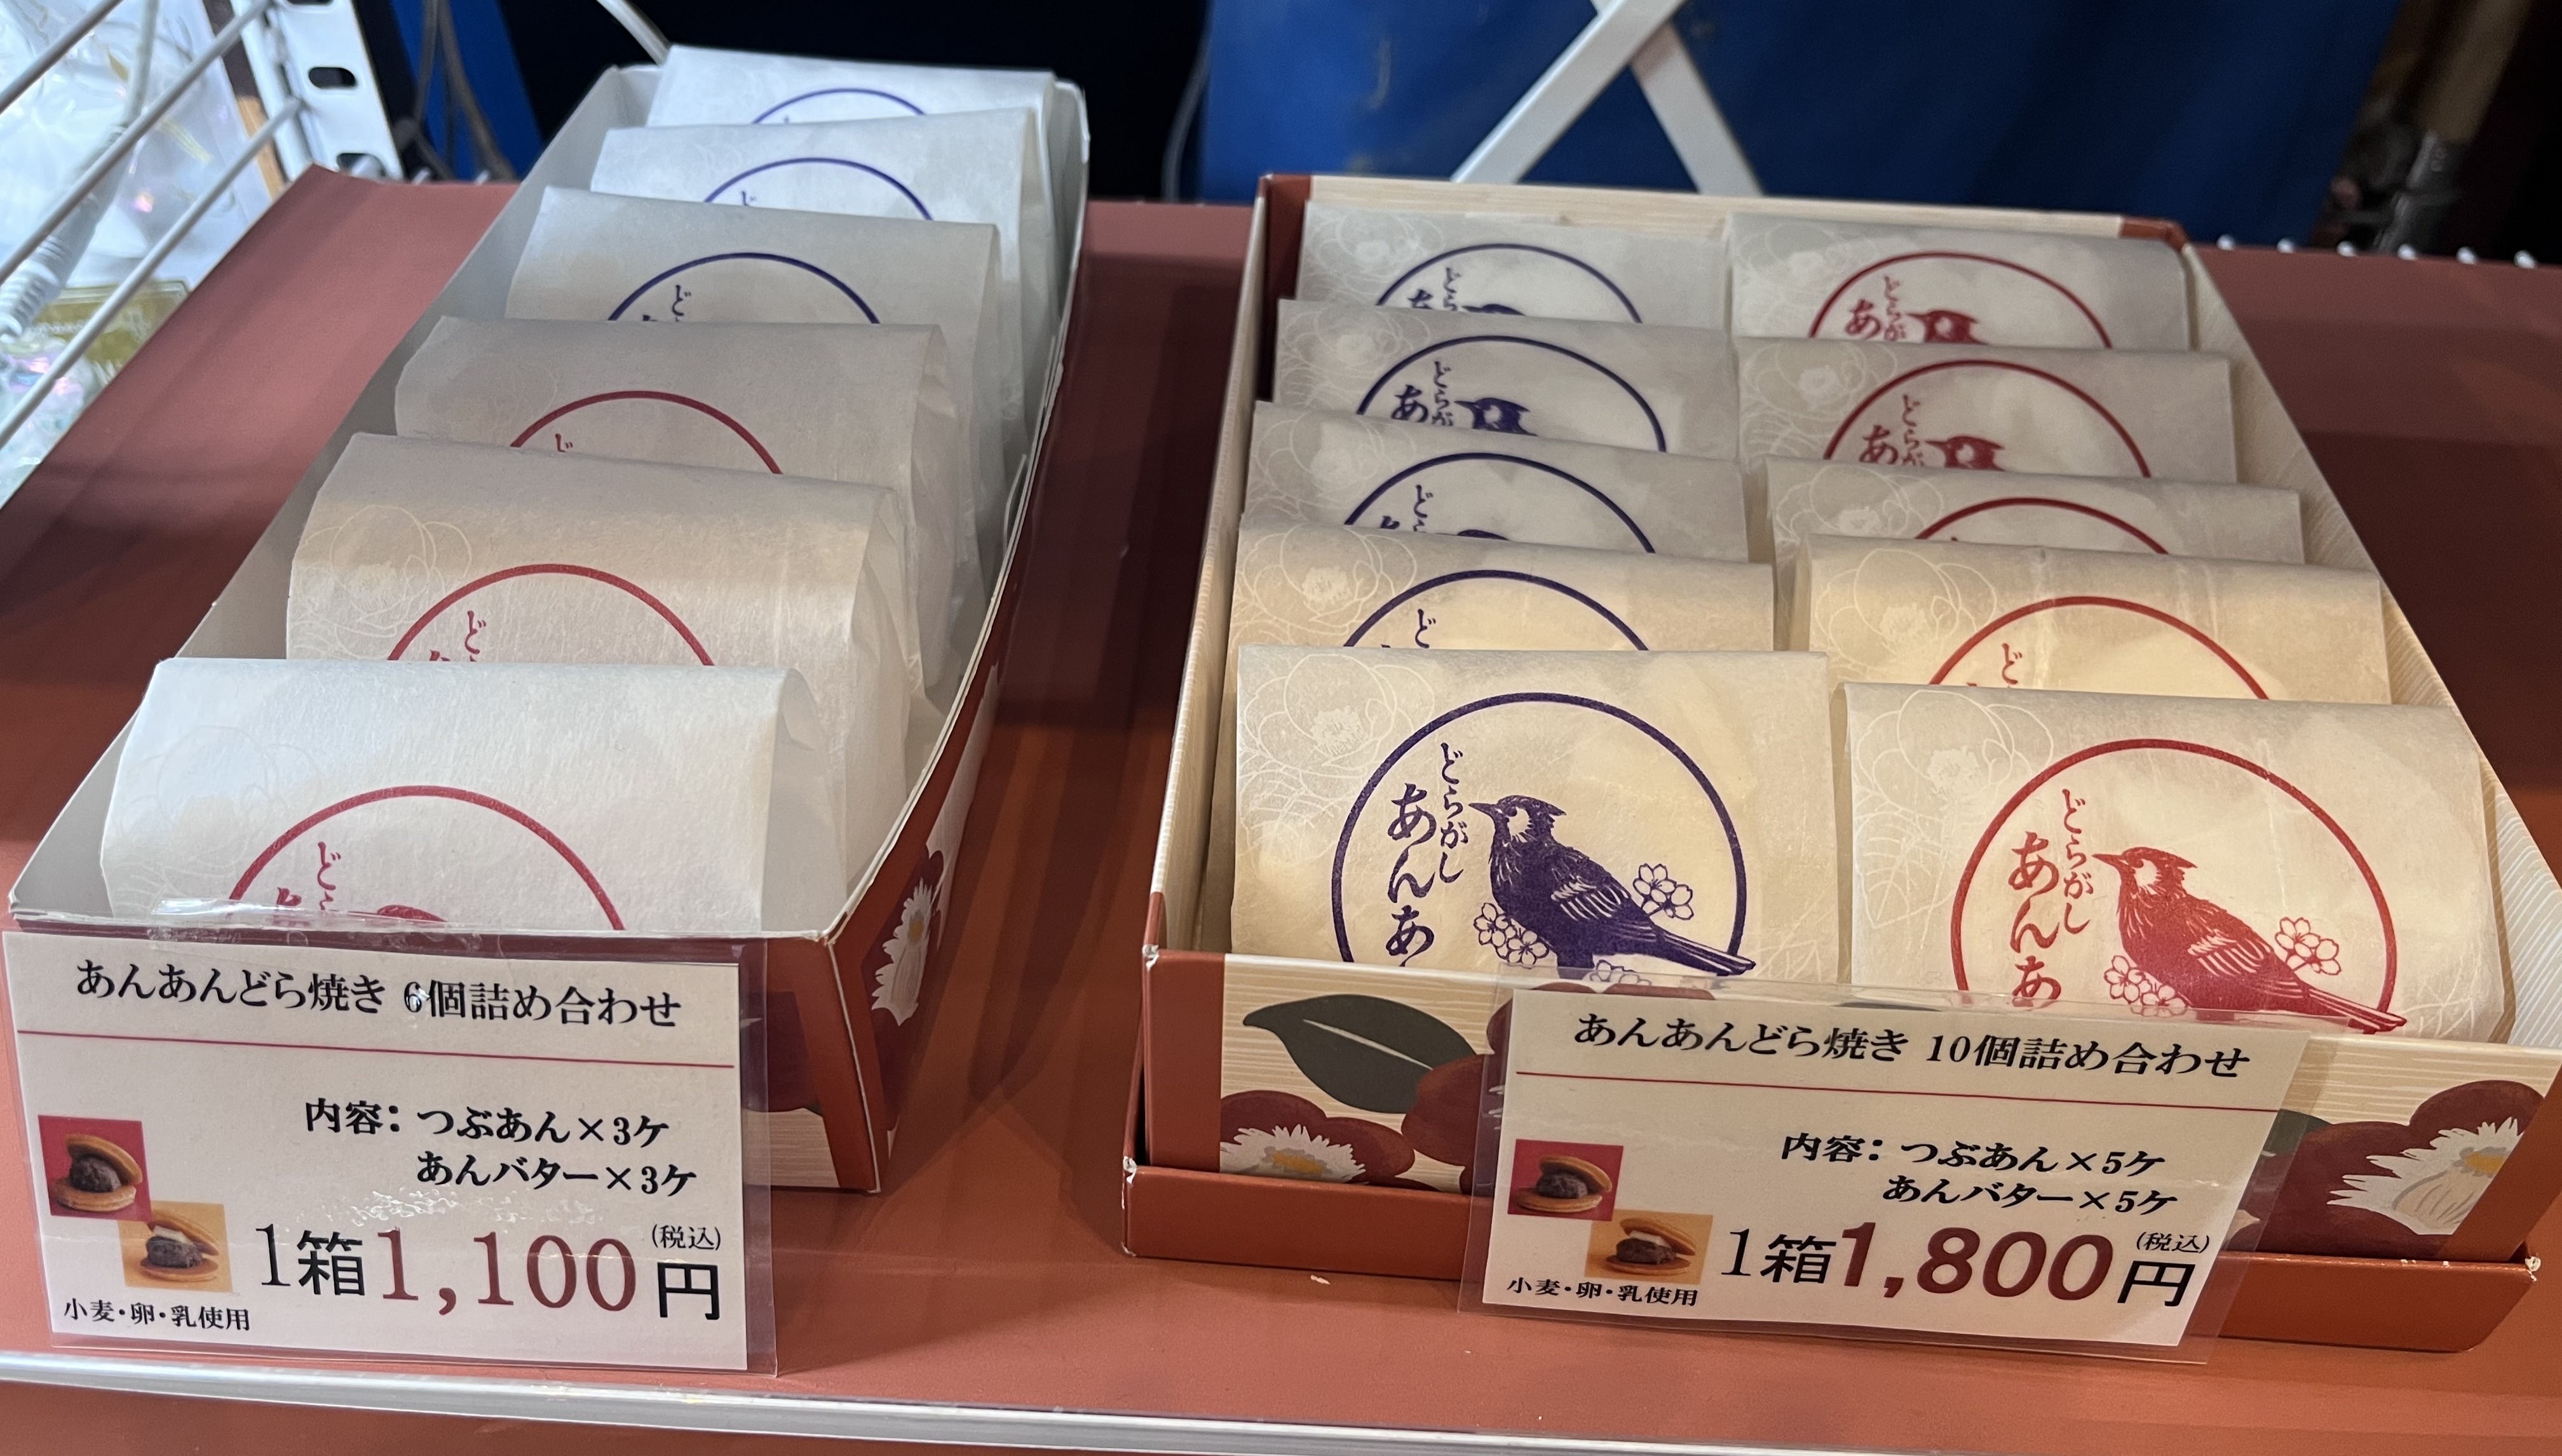 どらがし
あんあ
どらがし
あんあ
あんあんどら焼き 6個詰め合わせ
内容：つぶあん×3ケ
あんバター×3ケ
1箱1,100円
(税込)
小麦・卵・乳使用
あんあんどら焼き 10個詰め合わせ
内容：つぶあん×5ケ
あんバター×5ケ
1箱1,800円
(税込)
小麦・卵・乳使用